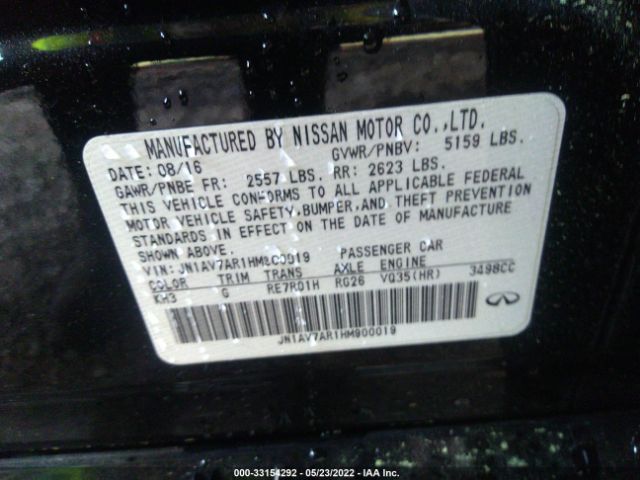 MANUFACTURED BY NISSAN MOTOR CO.,LTD.
DATE: 08/16 GVWR/PNBV: 5159 LBS.
GAWR/PNBE FR: 2557 LBS. RR: 2623 LBS.
THIS VEHICLE CONFORMS TO ALL APPLICABLE FEDERAL
MOTOR VEHICLE SAFETY,BUMPER,AND THEFT PREVENTION
STANDARDS IN EFFECT ON THE DATE OF MANUFACTURE
SHOWN ABOVE.
VIN: JN1AV7AR1HM900019 PASSENGER CAR
COLOR TRIM TRANS AXLE ENGINE
KH3 G RE7R01H RG26 VQ35(HR) 3498CC
JN1AV7AR1HM900019
000-33154292 - 05/23/2022 - IAA Inc.